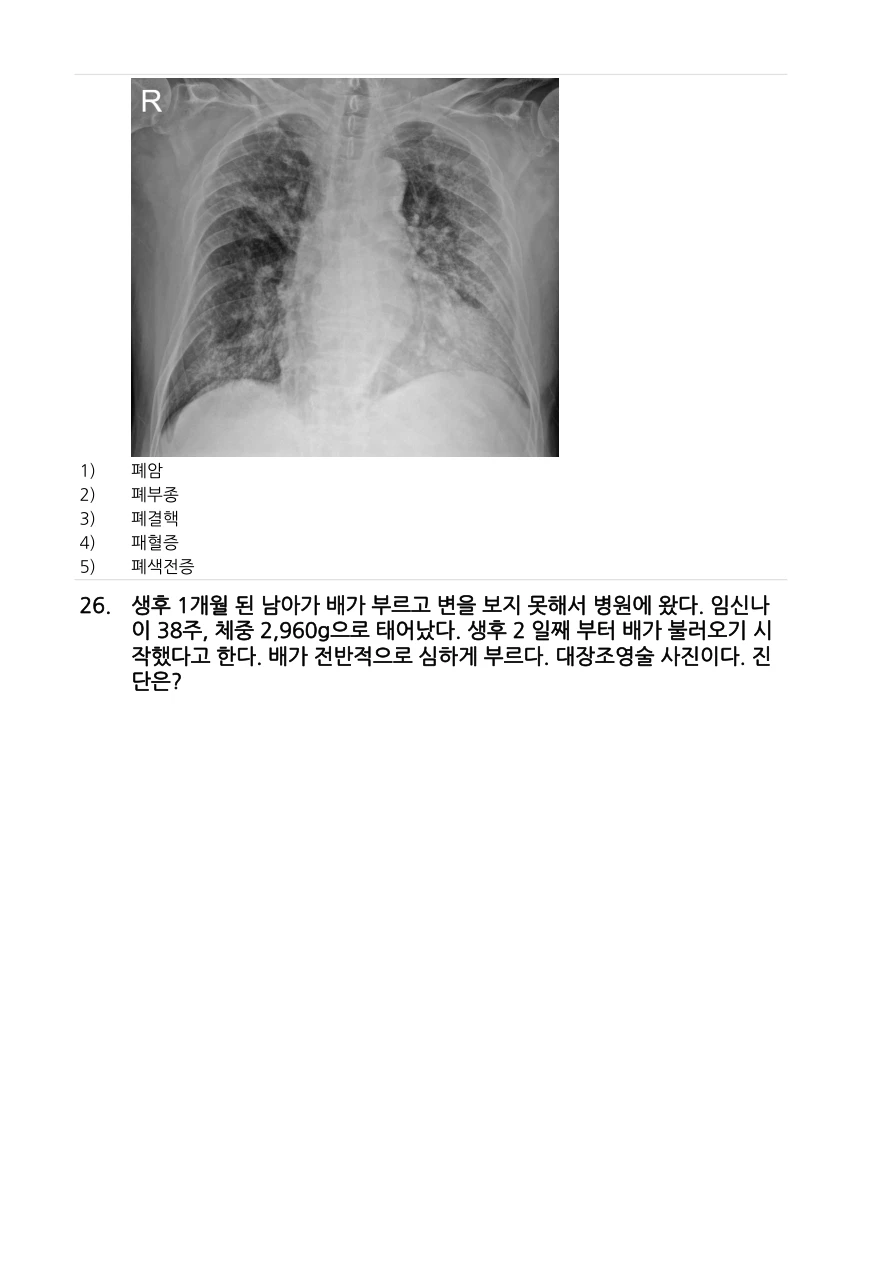 R
1) 폐암
2) 폐부종
3) 폐결핵
4) 패혈증
5) 폐색전증
26. 생후 1개월 된 남아가 배가 부르고 변을 보지 못해서 병원에 왔다. 임신나
이 38주, 체중 2,960g으로 태어났다. 생후 2 일째 부터 배가 불러오기 시
작했다고 한다. 배가 전반적으로 심하게 부르다. 대장조영술 사진이다. 진
단은?